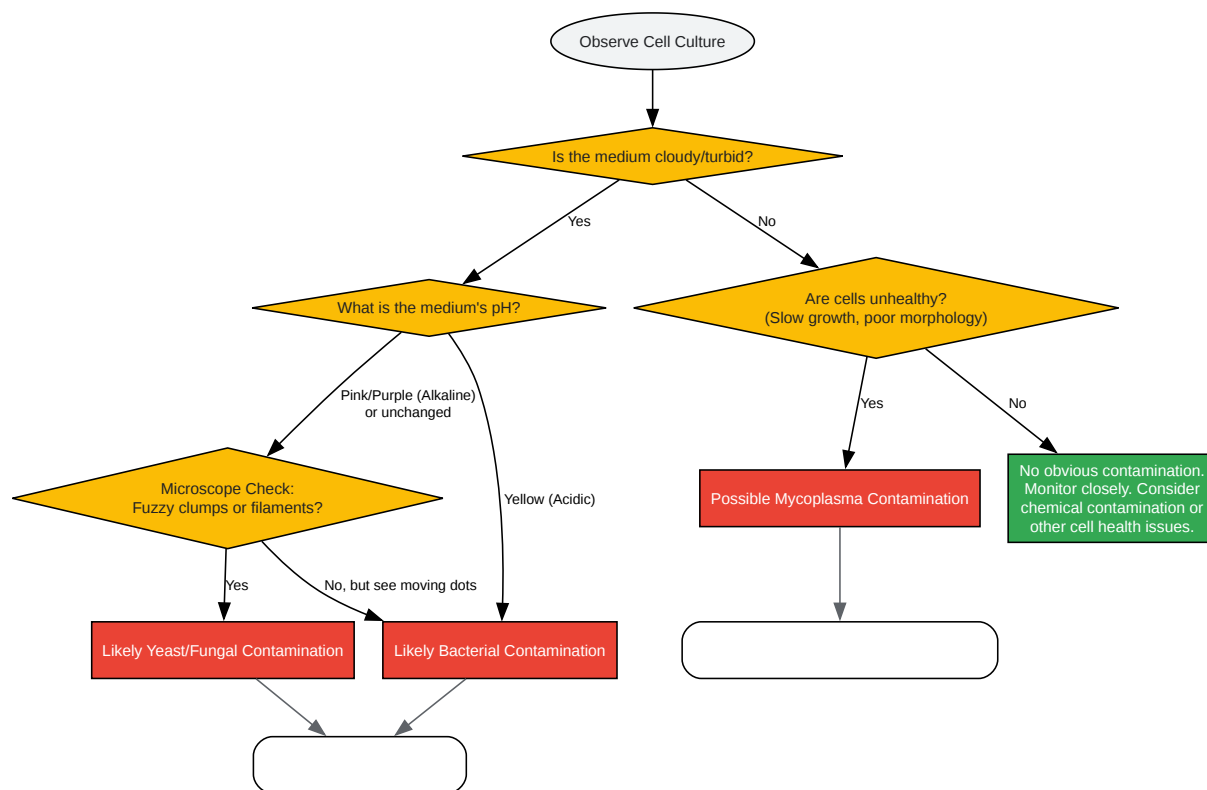 Observe Cell Culture
Is the medium cloudy/turbid?
Yes
No
What is the medium's pH?
Are cells unhealthy?
(Slow growth, poor morphology)
Pink/Purple (Alkaline)
or unchanged
Yellow (Acidic)
Yes
No
Microscope Check:
Fuzzy clumps or filaments?
Possible Mycoplasma Contamination
No obvious contamination.
Monitor closely. Consider
chemical contamination or
other cell health issues.
Yes
No, but see moving dots
Likely Yeast/Fungal Contamination
Likely Bacterial Contamination